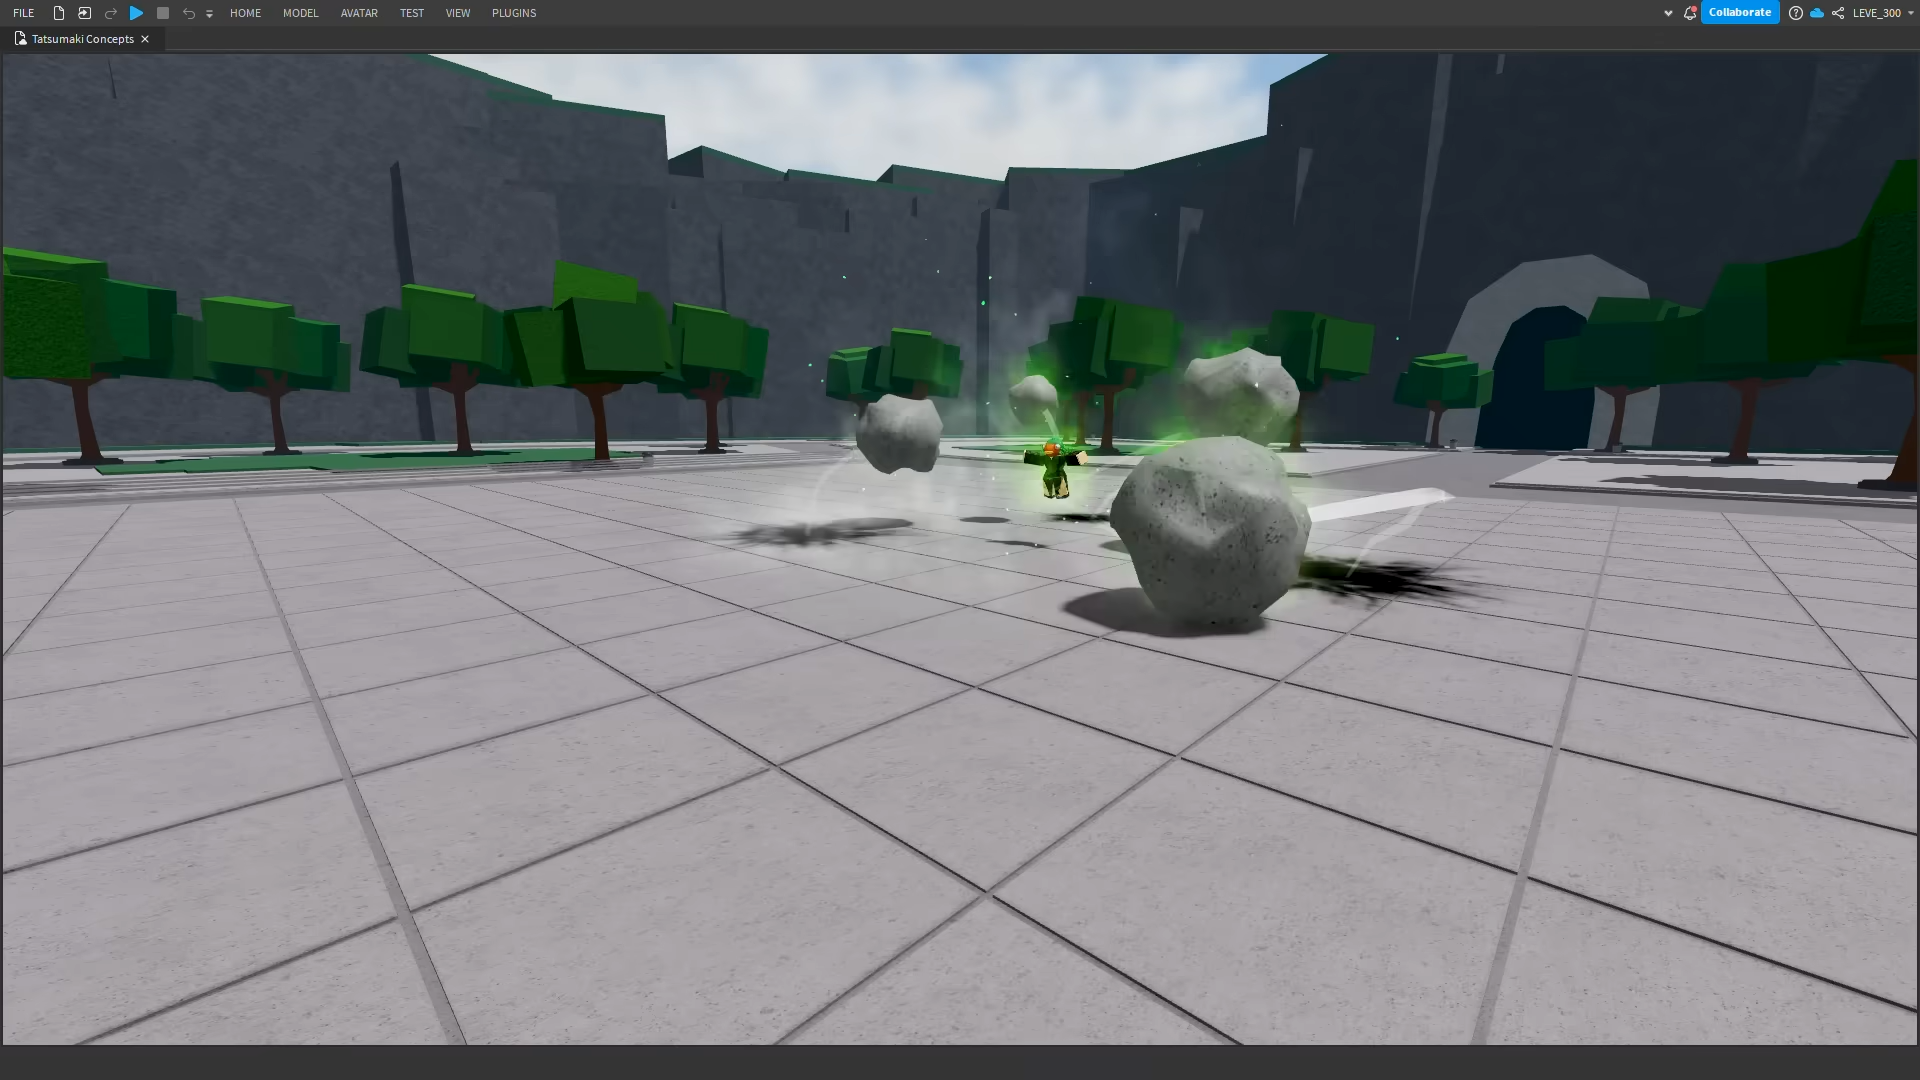 FILE HOME MODEL AVATAR TEST VIEW PLUGINS Collaborate LEVE_300
Tatsumaki Concepts